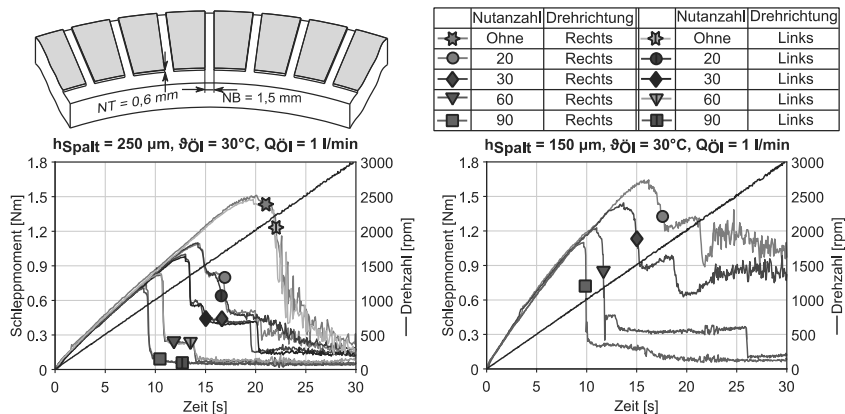 NT = 0,6 mm
NB = 1,5 mm
Nutanzahl Drehrichtung Nutanzahl Drehrichtung
Ohne Rechts Ohne Links
20 Rechts 20 Links
30 Rechts 30 Links
60 Rechts 60 Links
90 Rechts 90 Links
hSpalt = 250 µm, ϑÖl = 30°C, QÖl = 1 l/min
Schleppmoment [Nm]
1.8
1.5
1.2
0.9
0.6
0.3
0.0
0 5 10 15 20 25 30
Zeit [s]
3000
2500
2000
1500
1000
500
0
Drehzahl [rpm]
hSpalt = 150 µm, ϑÖl = 30°C, QÖl = 1 l/min
Schleppmoment [Nm]
1.8
1.5
1.2
0.9
0.6
0.3
0.0
0 5 10 15 20 25 30
Zeit [s]
3000
2500
2000
1500
1000
500
0
Drehzahl [rpm]